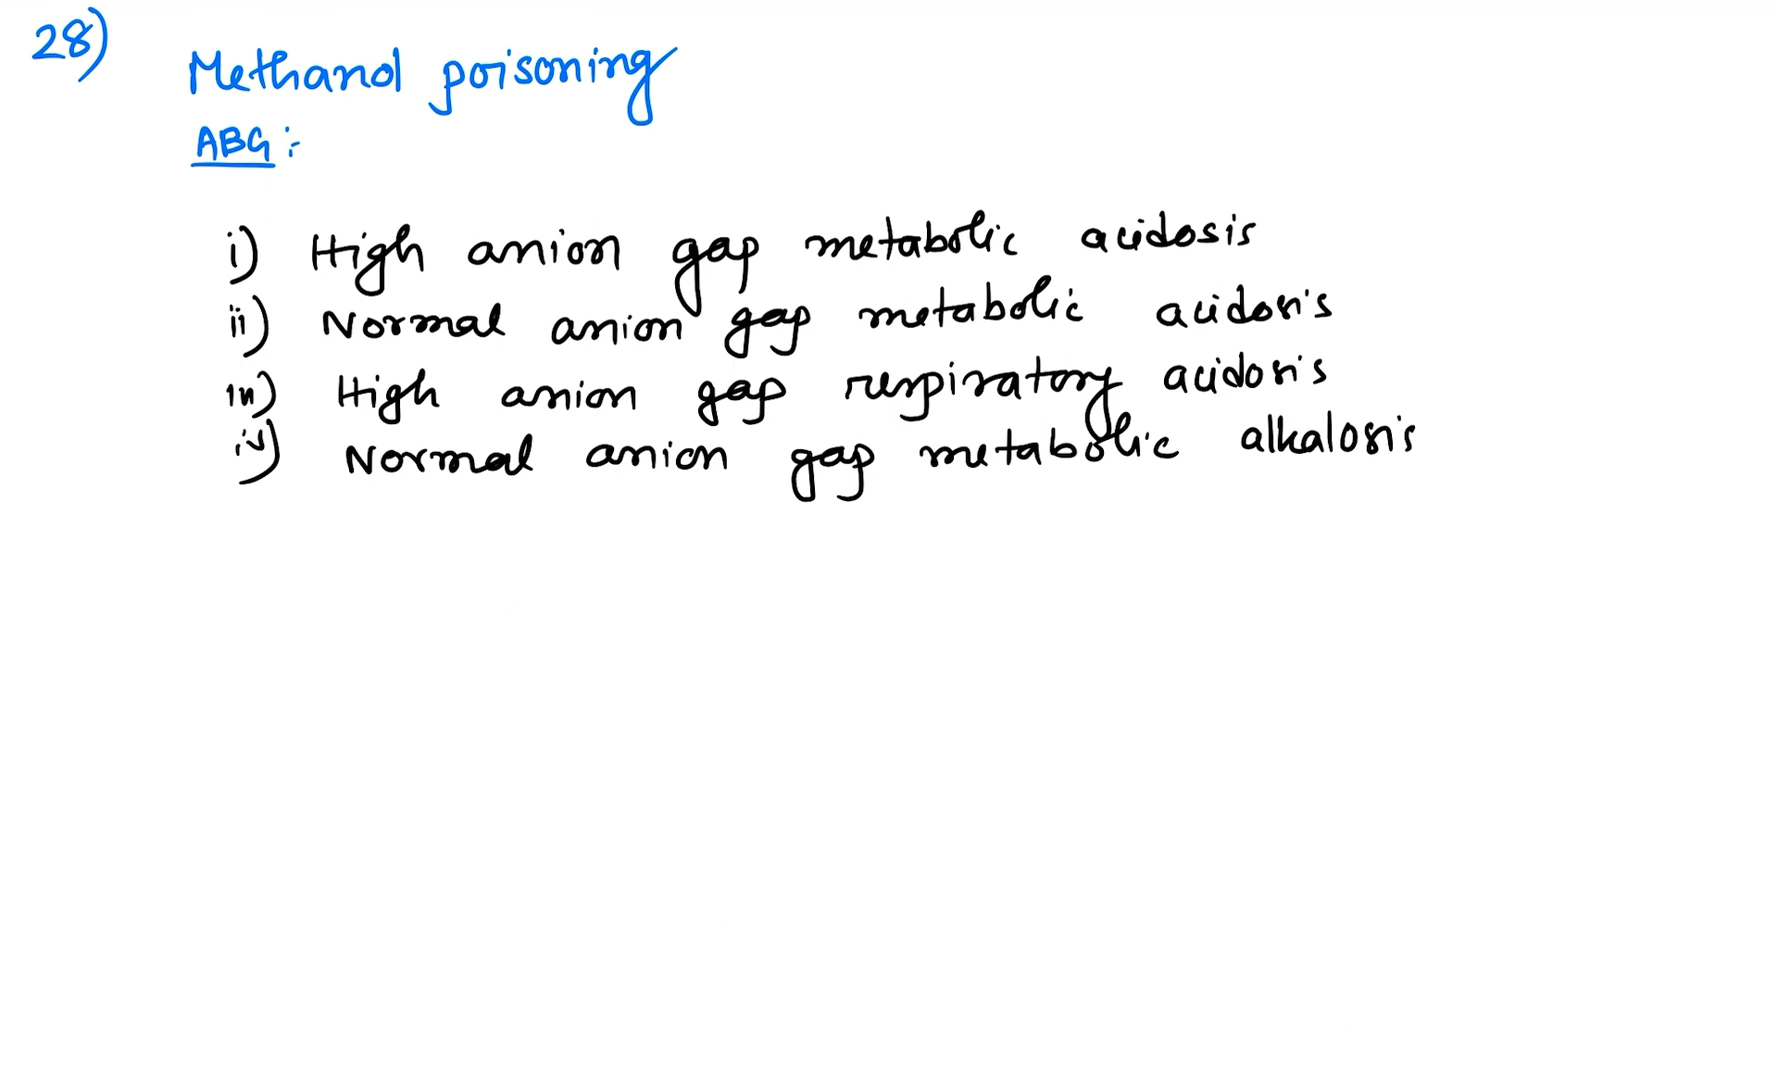 28)
Methanol poisoning
ABG :-
i) High anion gap metabolic acidosis
ii) Normal anion gap metabolic acidosis
iii) High anion gap respiratory acidosis
iv) Normal anion gap metabolic alkalosis